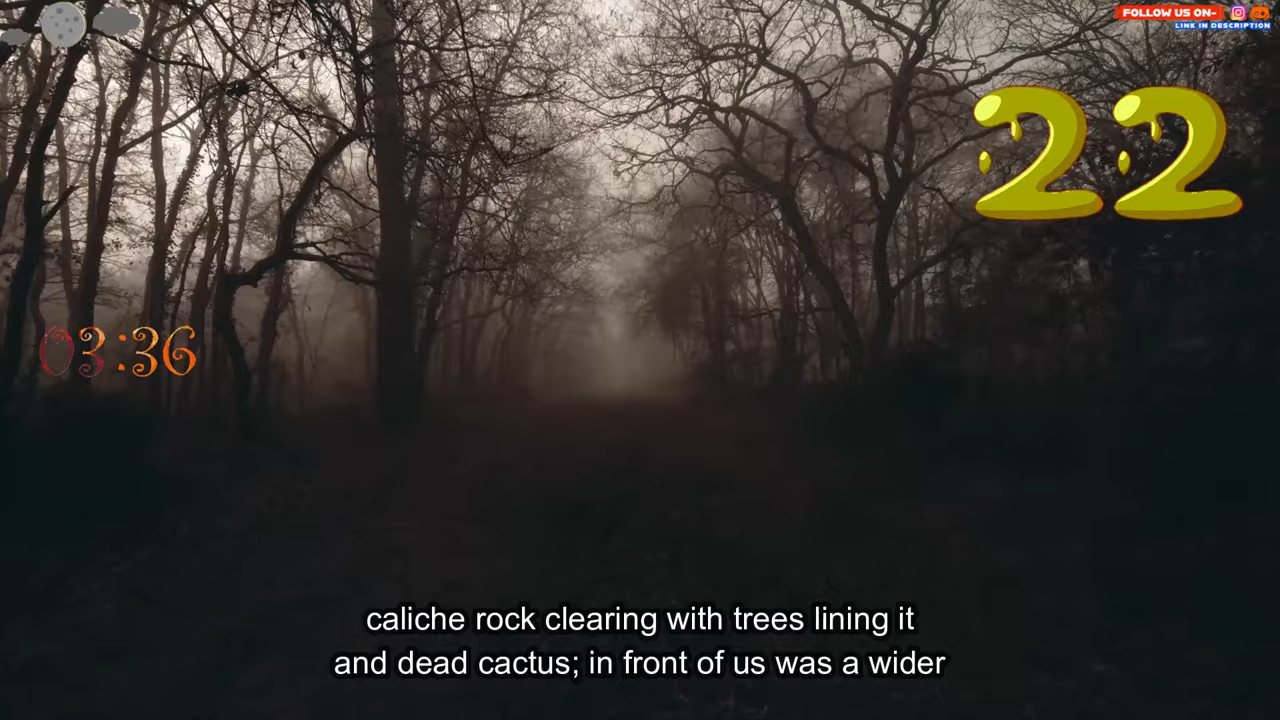 FOLLOW US ON-
LINK IN DESCRIPTION
22
03:36
caliche rock clearing with trees lining it
and dead cactus; in front of us was a wider